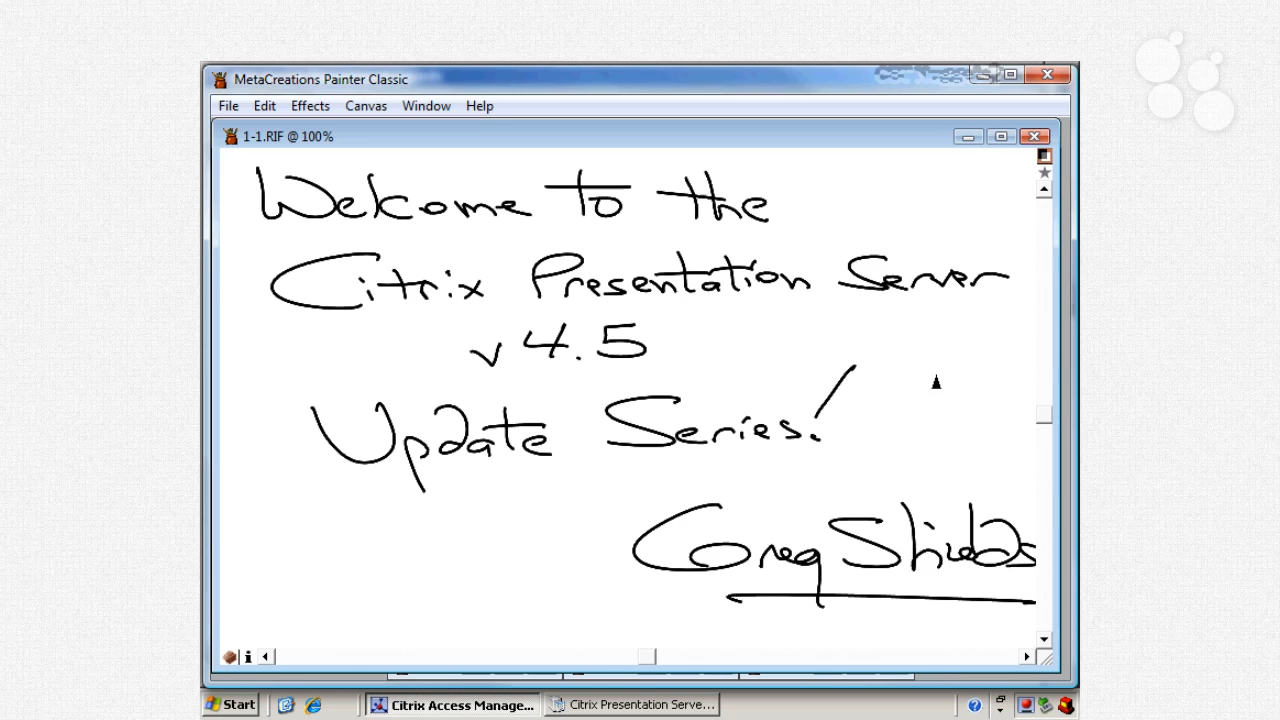 MetaCreations Painter Classic
File Edit Effects Canvas Window Help
1-1.RIF @ 100%
Welcome to the
Citrix Presentation Server
v 4.5
Update Series!
Greg Shields
Start Citrix Access Manage... Citrix Presentation Serve...